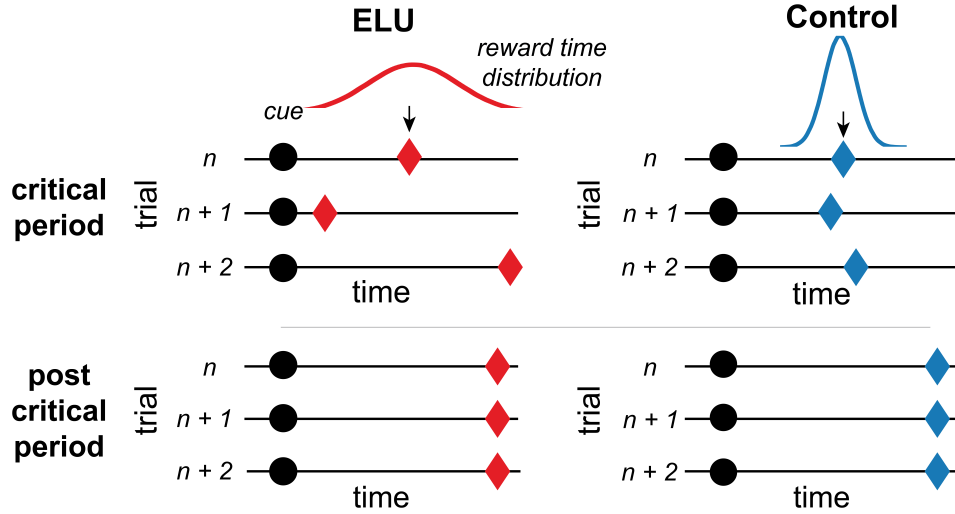 ELU
Control
reward time
distribution
cue
critical
period
trial
n
n + 1
n + 2
time
trial
n
n + 1
n + 2
time
post
critical
period
trial
n
n + 1
n + 2
time
trial
n
n + 1
n + 2
time